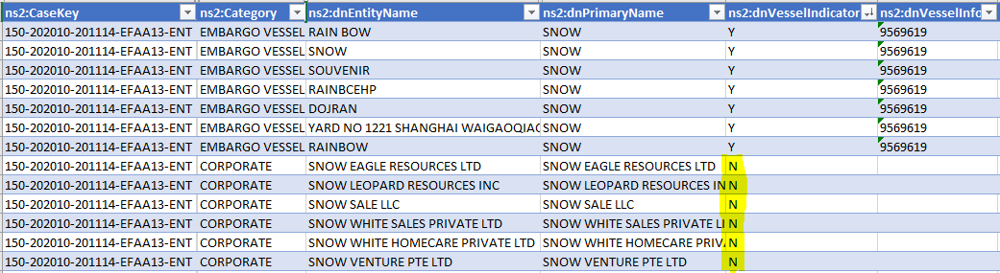 ns2:CaseKey ns2:Category ns2:dnEntityName ns2:dnPrimaryName ns2:dnVesselIndicator ns2:dnVesselInfo
150-202010-201114-EFAA13-ENT EMBARGO VESSEL RAIN BOW SNOW Y 9569619
150-202010-201114-EFAA13-ENT EMBARGO VESSEL SNOW SNOW Y 9569619
150-202010-201114-EFAA13-ENT EMBARGO VESSEL SOUVENIR SNOW Y 9569619
150-202010-201114-EFAA13-ENT EMBARGO VESSEL RAINBCEHP SNOW Y 9569619
150-202010-201114-EFAA13-ENT EMBARGO VESSEL DOJRAN SNOW Y 9569619
150-202010-201114-EFAA13-ENT EMBARGO VESSEL YARD NO 1221 SHANGHAI WAIGAOQIAO SNOW Y 9569619
150-202010-201114-EFAA13-ENT EMBARGO VESSEL RAINBOW SNOW Y 9569619
150-202010-201114-EFAA13-ENT CORPORATE SNOW EAGLE RESOURCES LTD SNOW EAGLE RESOURCES LTD N
150-202010-201114-EFAA13-ENT CORPORATE SNOW LEOPARD RESOURCES INC SNOW LEOPARD RESOURCES IN N
150-202010-201114-EFAA13-ENT CORPORATE SNOW SALE LLC SNOW SALE LLC N
150-202010-201114-EFAA13-ENT CORPORATE SNOW WHITE SALES PRIVATE LTD SNOW WHITE SALES PRIVATE LI N
150-202010-201114-EFAA13-ENT CORPORATE SNOW WHITE HOMECARE PRIVATE LTD SNOW WHITE HOMECARE PRIV N
150-202010-201114-EFAA13-ENT CORPORATE SNOW VENTURE PTE LTD SNOW VENTURE PTE LTD N